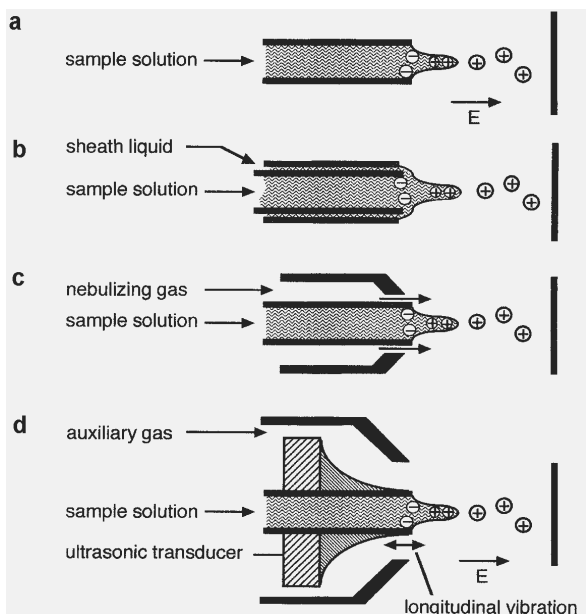 a
sample solution
E
b
sheath liquid
sample solution
c
nebulizing gas
sample solution
d
auxiliary gas
sample solution
ultrasonic transducer
E
longitudinal vibration